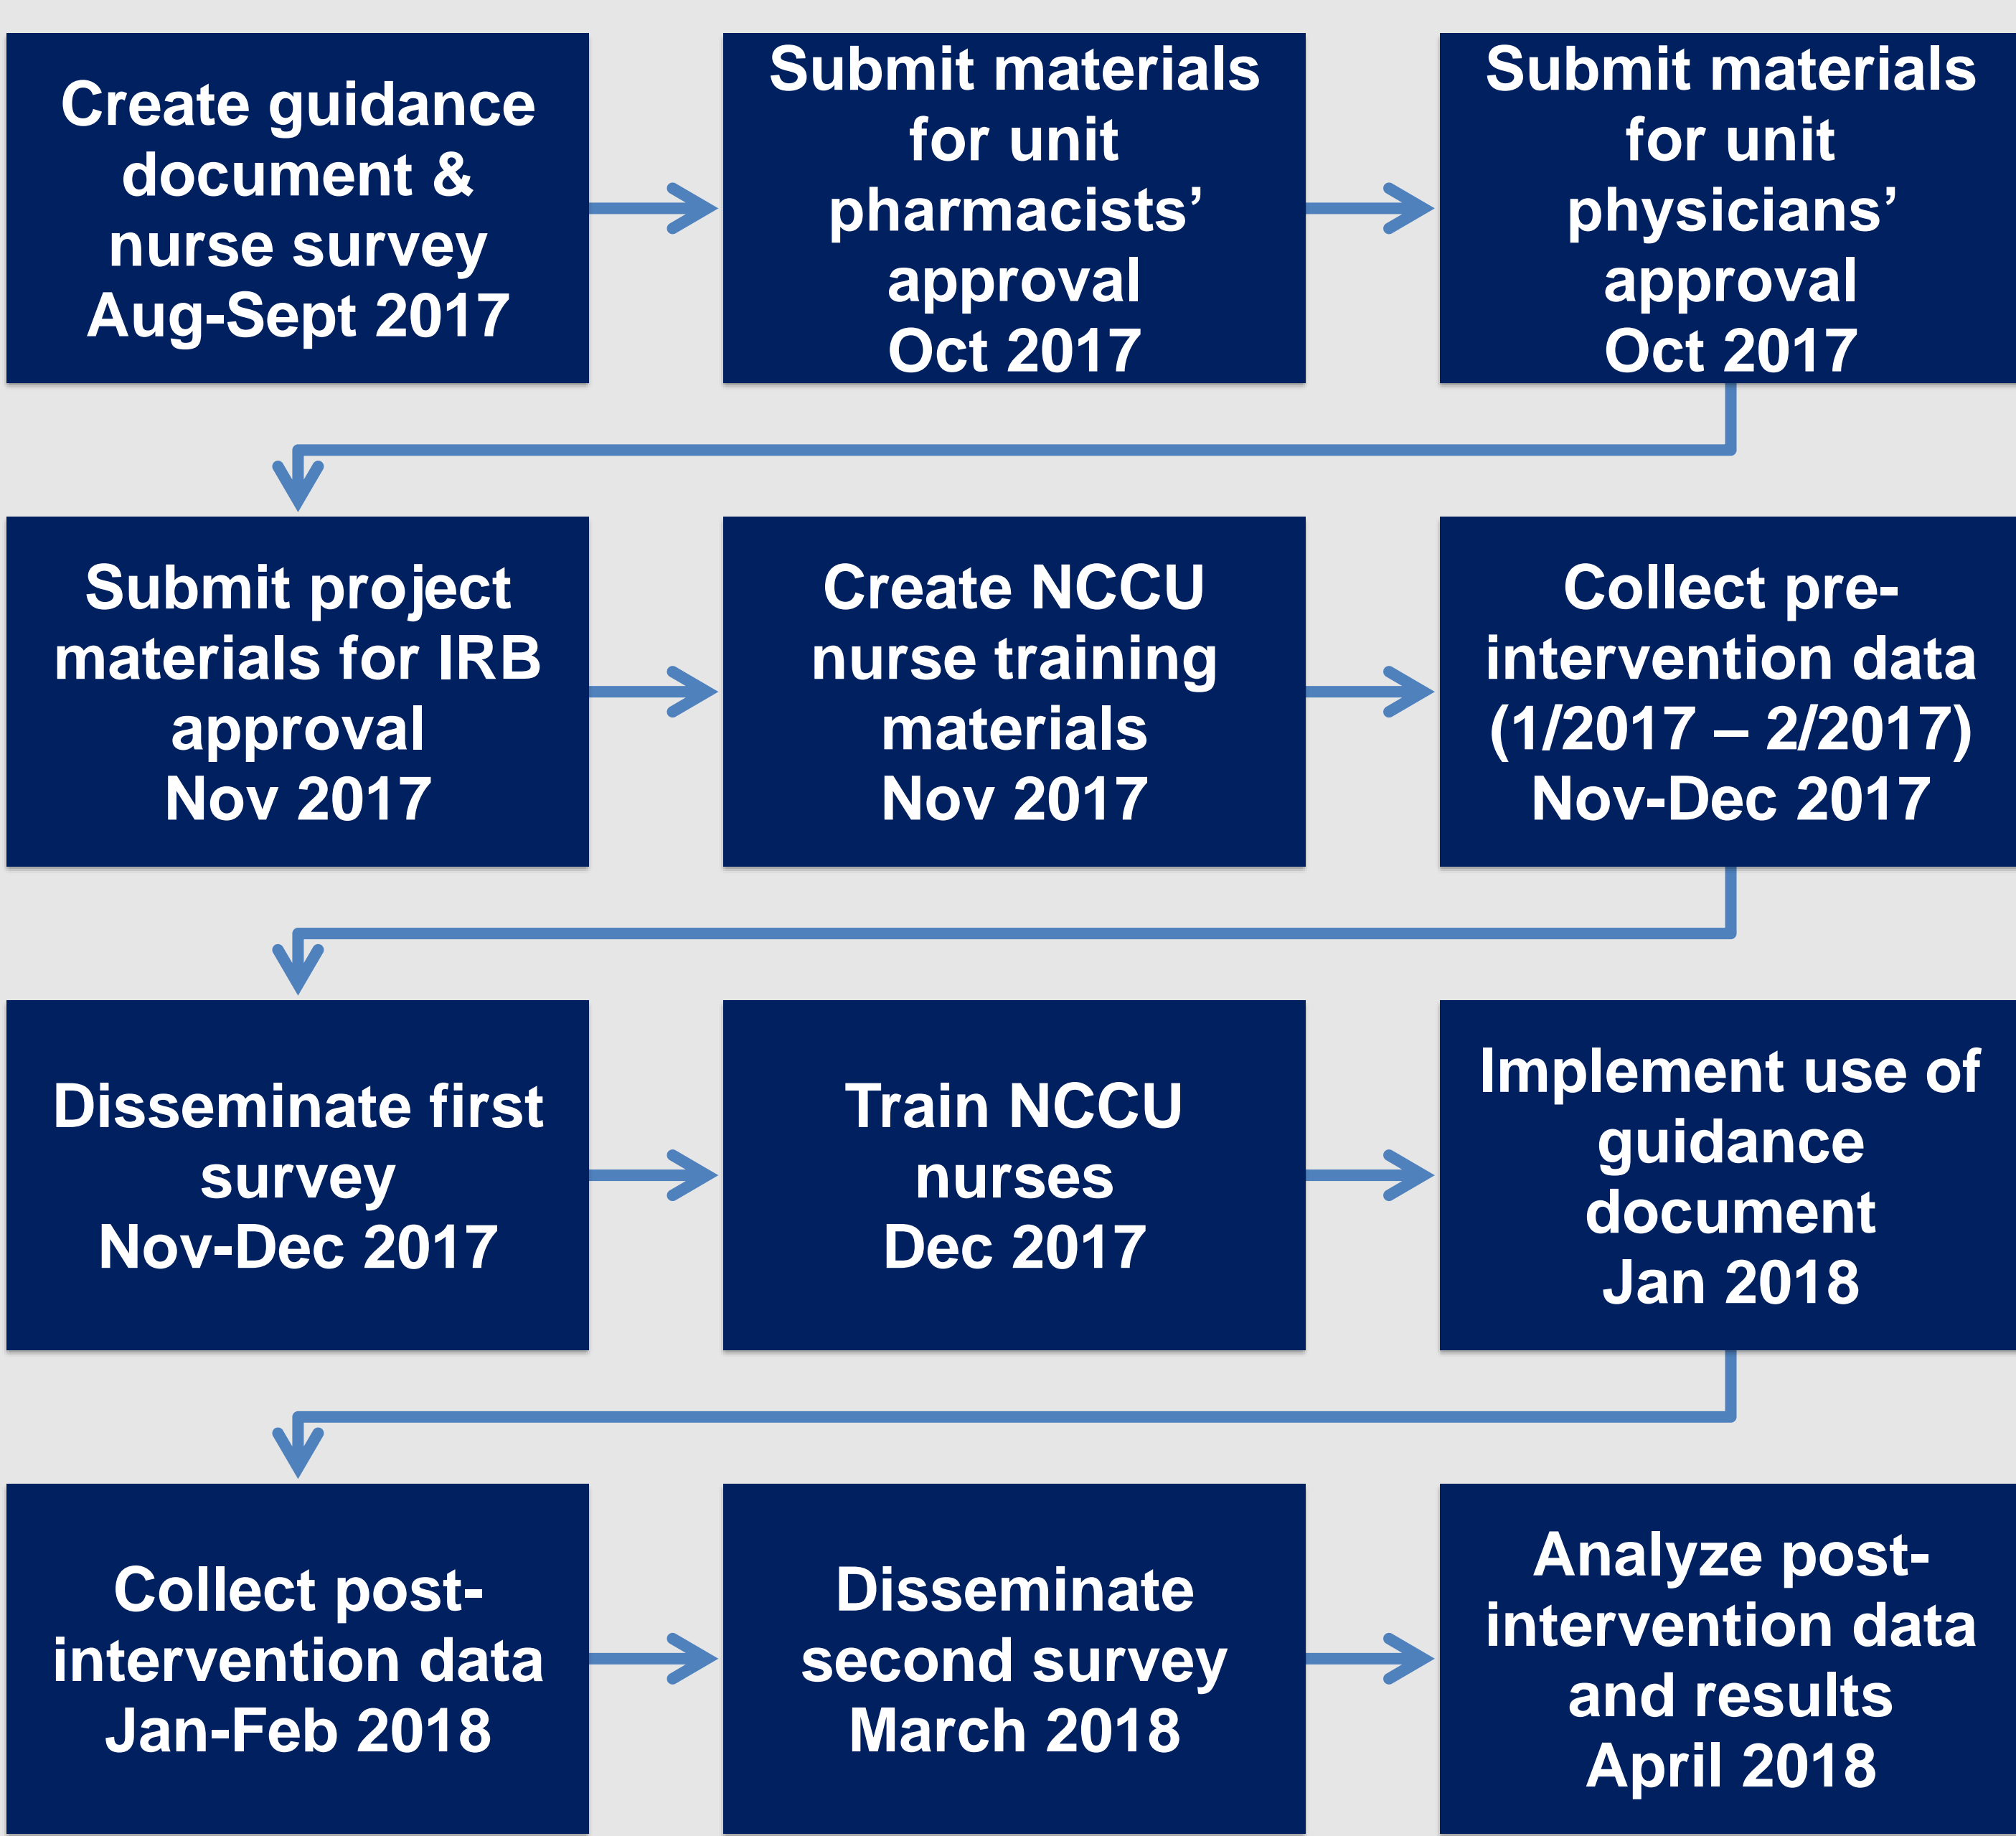 Create guidance
document &
nurse survey
Aug-Sept 2017
Submit materials
for unit
pharmacists’
approval
Oct 2017
Submit materials
for unit
physicians’
approval
Oct 2017
Submit project
materials for IRB
approval
Nov 2017
Create NCCU
nurse training
materials
Nov 2017
Collect pre-
intervention data
(1/2017 – 2//2017)
Nov-Dec 2017
Disseminate first
survey
Nov-Dec 2017
Train NCCU
nurses
Dec 2017
Implement use of
guidance
document
Jan 2018
Collect post-
intervention data
Jan-Feb 2018
Disseminate
second survey
March 2018
Analyze post-
intervention data
and results
April 2018